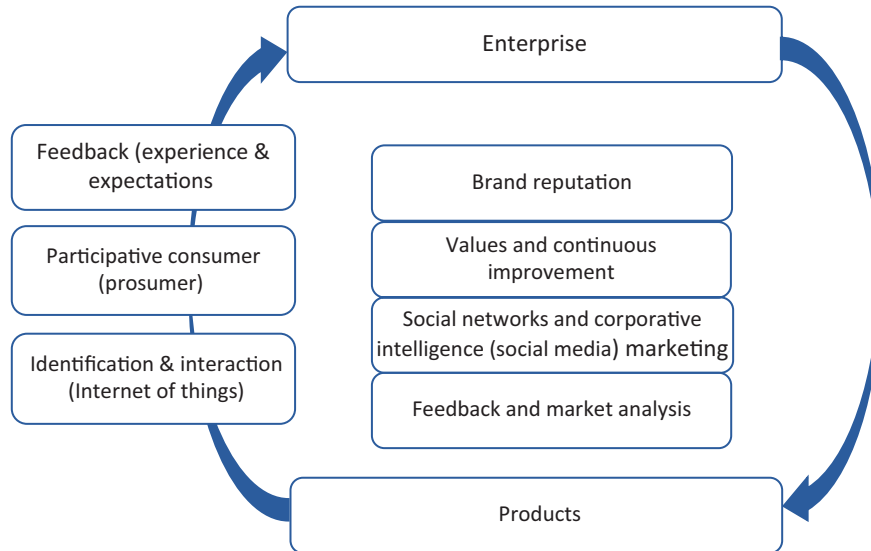 Enterprise
Feedback (experience &
expectations
Participative consumer
(prosumer)
Identification & interaction
(Internet of things)
Brand reputation
Values and continuous
improvement
Social networks and corporative
intelligence (social media) marketing
Feedback and market analysis
Products